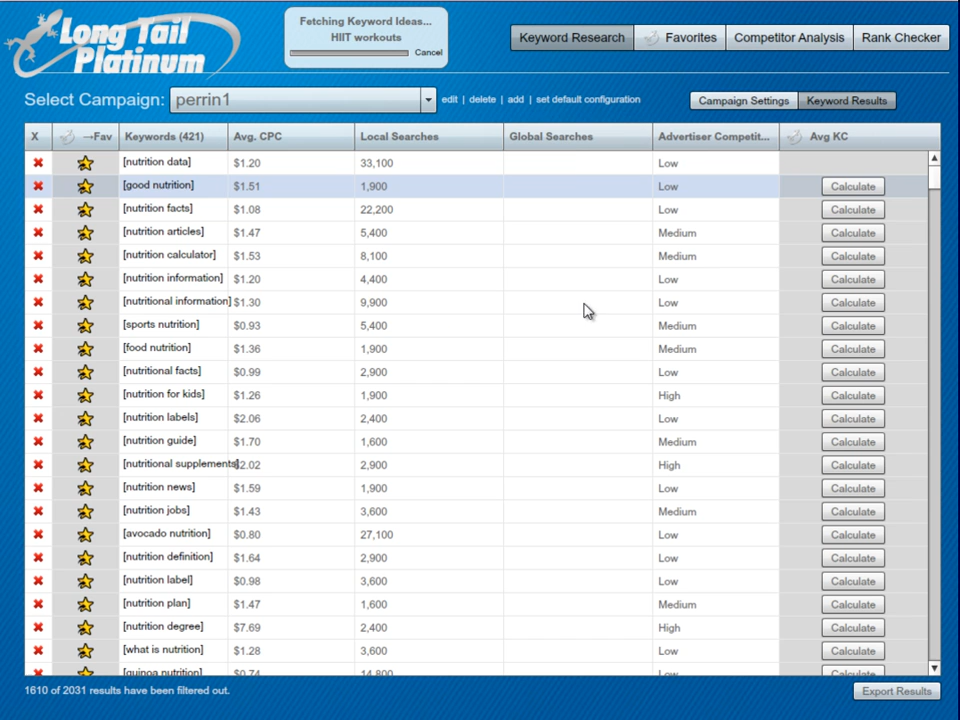 Long Tail
Platinum
Fetching Keyword Ideas...
HIIT workouts
Cancel
Keyword Research Favorites Competitor Analysis Rank Checker
Select Campaign: perrin1 edit | delete | add | set default configuration Campaign Settings Keyword Results
X →Fav Keywords (421) Avg. CPC Local Searches Global Searches Advertiser Competit... Avg KC
[nutrition data] $1.20 33,100 Low
[good nutrition] $1.51 1,900 Low Calculate
[nutrition facts] $1.08 22,200 Low Calculate
[nutrition articles] $1.47 5,400 Medium Calculate
[nutrition calculator] $1.53 8,100 Medium Calculate
[nutrition information] $1.20 4,400 Low Calculate
[nutritional information] $1.30 9,900 Low Calculate
[sports nutrition] $0.93 5,400 Medium Calculate
[food nutrition] $1.36 1,900 Medium Calculate
[nutritional facts] $0.99 2,900 Low Calculate
[nutrition for kids] $1.26 1,900 High Calculate
[nutrition labels] $2.06 2,400 Low Calculate
[nutrition guide] $1.70 1,600 Medium Calculate
[nutritional supplements] $2.02 2,900 High Calculate
[nutrition news] $1.59 1,900 Low Calculate
[nutrition jobs] $1.43 3,600 Medium Calculate
[avocado nutrition] $0.80 27,100 Low Calculate
[nutrition definition] $1.64 2,900 Low Calculate
[nutrition label] $0.98 3,600 Low Calculate
[nutrition plan] $1.47 1,600 Medium Calculate
[nutrition degree] $7.69 2,400 High Calculate
[what is nutrition] $1.28 3,600 Low Calculate
[quinoa nutrition] $0.74 14,800 Low Calculate
1610 of 2031 results have been filtered out. Export Results